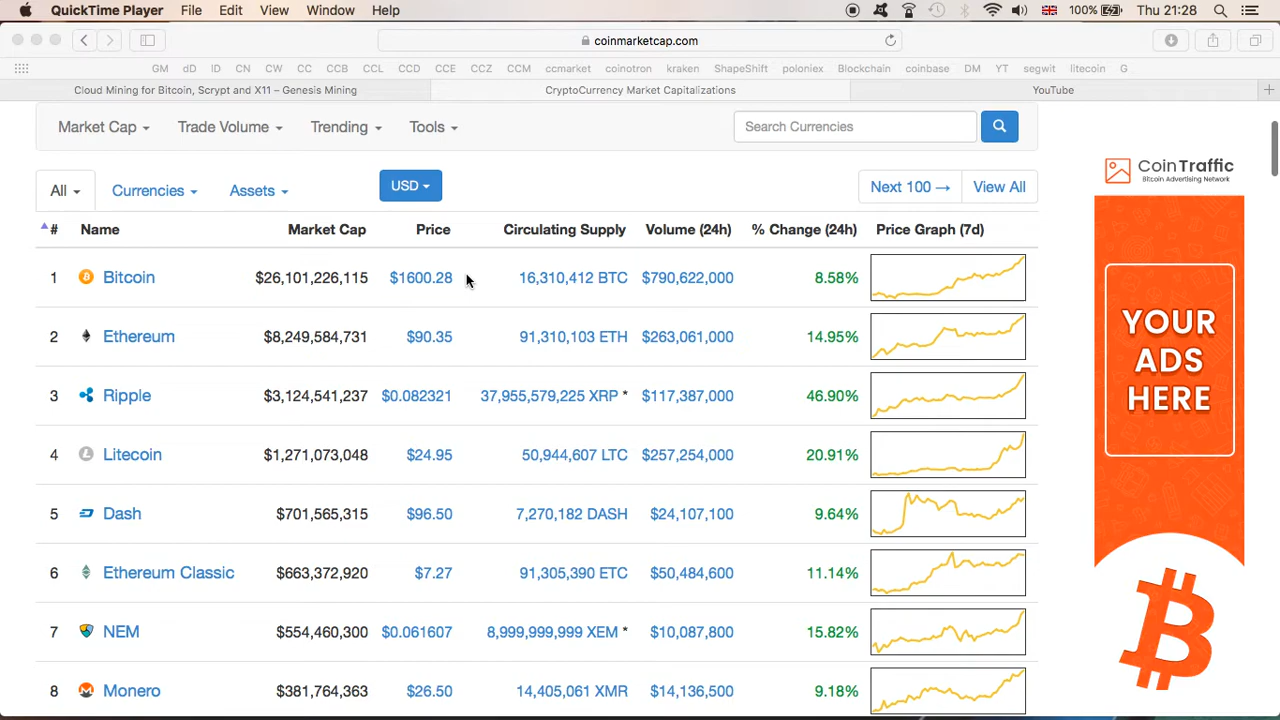 QuickTime Player File Edit View Window Help 100% Thu 21:28
coinmarketcap.com
GM dD ID CN CW CC CCB CCL CCD CCE CCZ CCM ccmarket coinotron kraken ShapeShift poloniex Blockchain coinbase DM YT segwit litecoin G
Cloud Mining for Bitcoin, Scrypt and X11 – Genesis Mining CryptoCurrency Market Capitalizations YouTube
Market Cap Trade Volume Trending Tools Search Currencies
All Currencies Assets USD Next 100 → View All
# Name Market Cap Price Circulating Supply Volume (24h) % Change (24h) Price Graph (7d)
1 Bitcoin $26,101,226,115 $1600.28 16,310,412 BTC $790,622,000 8.58%
2 Ethereum $8,249,584,731 $90.35 91,310,103 ETH $263,061,000 14.95%
3 Ripple $3,124,541,237 $0.082321 37,955,579,225 XRP * $117,387,000 46.90%
4 Litecoin $1,271,073,048 $24.95 50,944,607 LTC $257,254,000 20.91%
5 Dash $701,565,315 $96.50 7,270,182 DASH $24,107,100 9.64%
6 Ethereum Classic $663,372,920 $7.27 91,305,390 ETC $50,484,600 11.14%
7 NEM $554,460,300 $0.061607 8,999,999,999 XEM * $10,087,800 15.82%
8 Monero $381,764,363 $26.50 14,405,061 XMR $14,136,500 9.18%
CoinTraffic
Bitcoin Advertising Network
YOUR
ADS
HERE